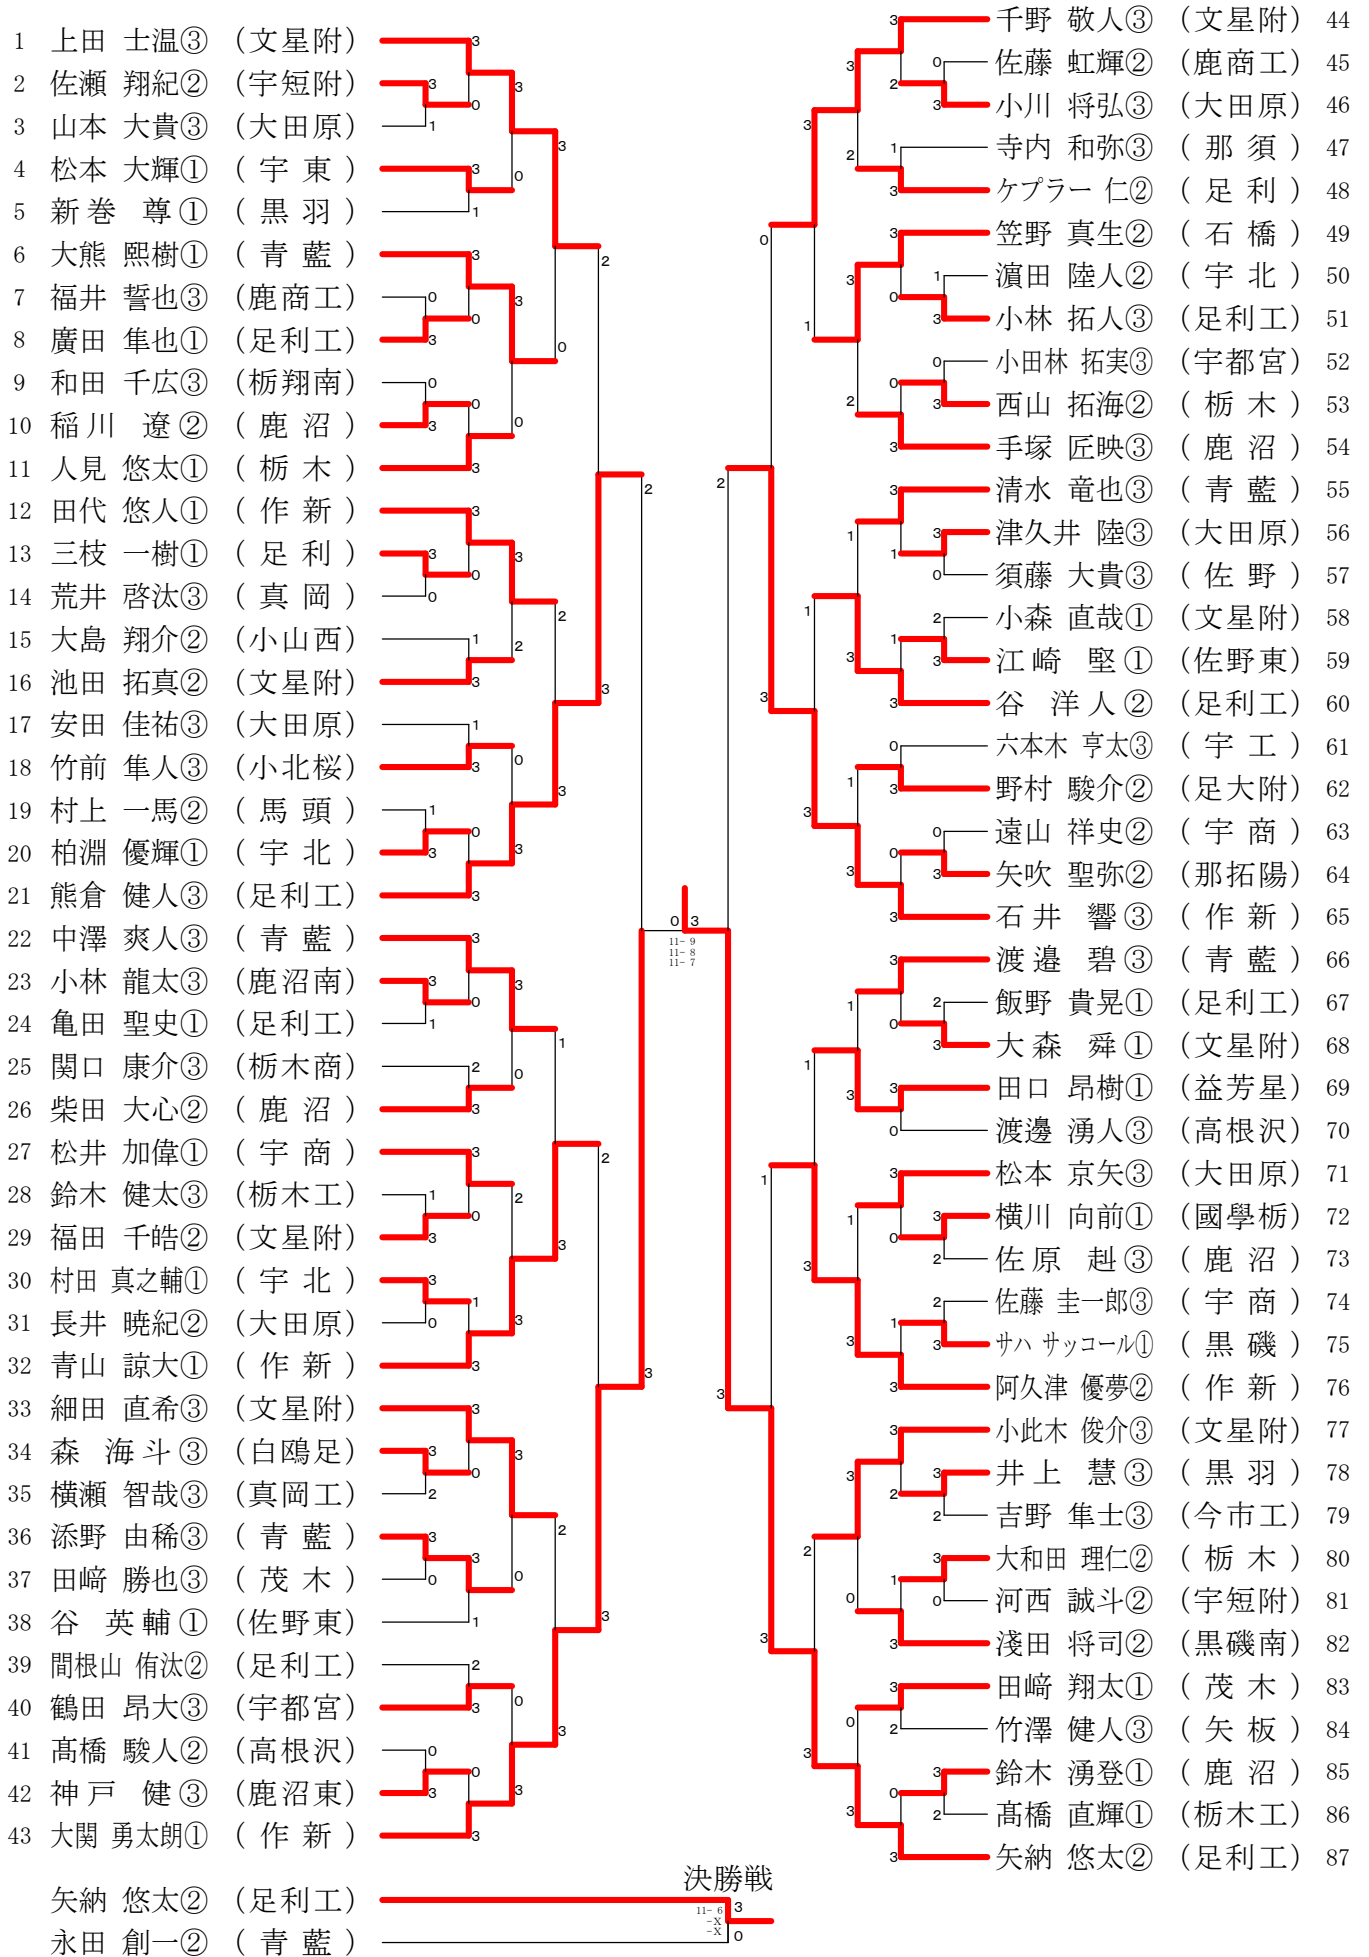 1 上田 士温③ (文星附)
2 佐瀬 翔紀② (宇短附)
3 山本 大貴③ (大田原)
4 松本 大輝① ( 宇 東 )
5 新巻 尊① ( 黒 羽 )
6 大熊 熙樹① ( 青 藍 )
7 福井 誓也③ (鹿商工)
8 廣田 隼也① (足利工)
9 和田 千広③ (栃翔南)
10 稲川 遼② ( 鹿 沼 )
11 人見 悠太① ( 栃 木 )
12 田代 悠人① ( 作 新 )
13 三枝 一樹① ( 足 利 )
14 荒井 啓汰③ ( 真 岡 )
15 大島 翔介② (小山西)
16 池田 拓真② (文星附)
17 安田 佳祐③ (大田原)
18 竹前 隼人③ (小北桜)
19 村上 一馬② ( 馬 頭 )
20 柏淵 優輝① ( 宇 北 )
21 熊倉 健人③ (足利工)
22 中澤 爽人③ ( 青 藍 )
23 小林 龍太③ (鹿沼南)
24 亀田 聖史① (足利工)
25 関口 康介③ (栃木商)
26 柴田 大心② ( 鹿 沼 )
27 松井 加偉① ( 宇 商 )
28 鈴木 健太③ (栃木工)
29 福田 千皓② (文星附)
30 村田 真之輔① ( 宇 北 )
31 長井 暁紀② (大田原)
32 青山 諒大① ( 作 新 )
33 細田 直希③ (文星附)
34 森 海斗③ (白鴎足)
35 横瀬 智哉③ (真岡工)
36 添野 由稀③ ( 青 藍 )
37 田﨑 勝也③ ( 茂 木 )
38 谷 英輔① (佐野東)
39 間根山 侑汰② (足利工)
40 鶴田 昂大③ (宇都宮)
41 髙橋 駿人② (高根沢)
42 神戸 健③ (鹿沼東)
43 大関 勇太朗① ( 作 新 )
千野 敬人③ (文星附) 44
佐藤 虹輝② (鹿商工) 45
小川 将弘③ (大田原) 46
寺内 和弥③ ( 那 須 ) 47
ケプラー 仁② ( 足 利 ) 48
笠野 真生② ( 石 橋 ) 49
濵田 陸人② ( 宇 北 ) 50
小林 拓人③ (足利工) 51
小田林 拓実③ (宇都宮) 52
西山 拓海② ( 栃 木 ) 53
手塚 匠映③ ( 鹿 沼 ) 54
清水 竜也③ ( 青 藍 ) 55
津久井 陸③ (大田原) 56
須藤 大貴③ ( 佐 野 ) 57
小森 直哉① (文星附) 58
江崎 堅① (佐野東) 59
谷 洋人② (足利工) 60
六本木 亨太③ ( 宇 工 ) 61
野村 駿介② (足大附) 62
遠山 祥史② ( 宇 商 ) 63
矢吹 聖弥② (那拓陽) 64
石井 響③ ( 作 新 ) 65
渡邉 碧③ ( 青 藍 ) 66
飯野 貴晃① (足利工) 67
大森 舜① (文星附) 68
田口 昂樹① (益芳星) 69
渡邊 湧人③ (高根沢) 70
松本 京矢③ (大田原) 71
横川 向前① (國學栃) 72
佐原 赳③ ( 鹿 沼 ) 73
佐藤 圭一郎③ ( 宇 商 ) 74
サハ サッコール① ( 黒 磯 ) 75
阿久津 優夢② ( 作 新 ) 76
小此木 俊介③ (文星附) 77
井上 慧③ ( 黒 羽 ) 78
吉野 隼士③ (今市工) 79
大和田 理仁② ( 栃 木 ) 80
河西 誠斗② (宇短附) 81
淺田 将司② (黒磯南) 82
田﨑 翔太① ( 茂 木 ) 83
竹澤 健人③ ( 矢 板 ) 84
鈴木 湧登① ( 鹿 沼 ) 85
髙橋 直輝① (栃木工) 86
矢納 悠太② (足利工) 87
0 3
11- 9
11- 8
11- 7
決勝戦
矢納 悠太② (足利工)
永田 創一② ( 青 藍 )
11- 6
-X
-X
3
0